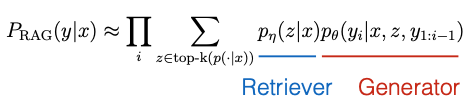 P_RAG(y|x) ≈ ∏_i ∑_{z∈top-k(p(·|x))} p_η(z|x)p_θ(y_i|x, z, y_{1:i−1})
Retriever Generator